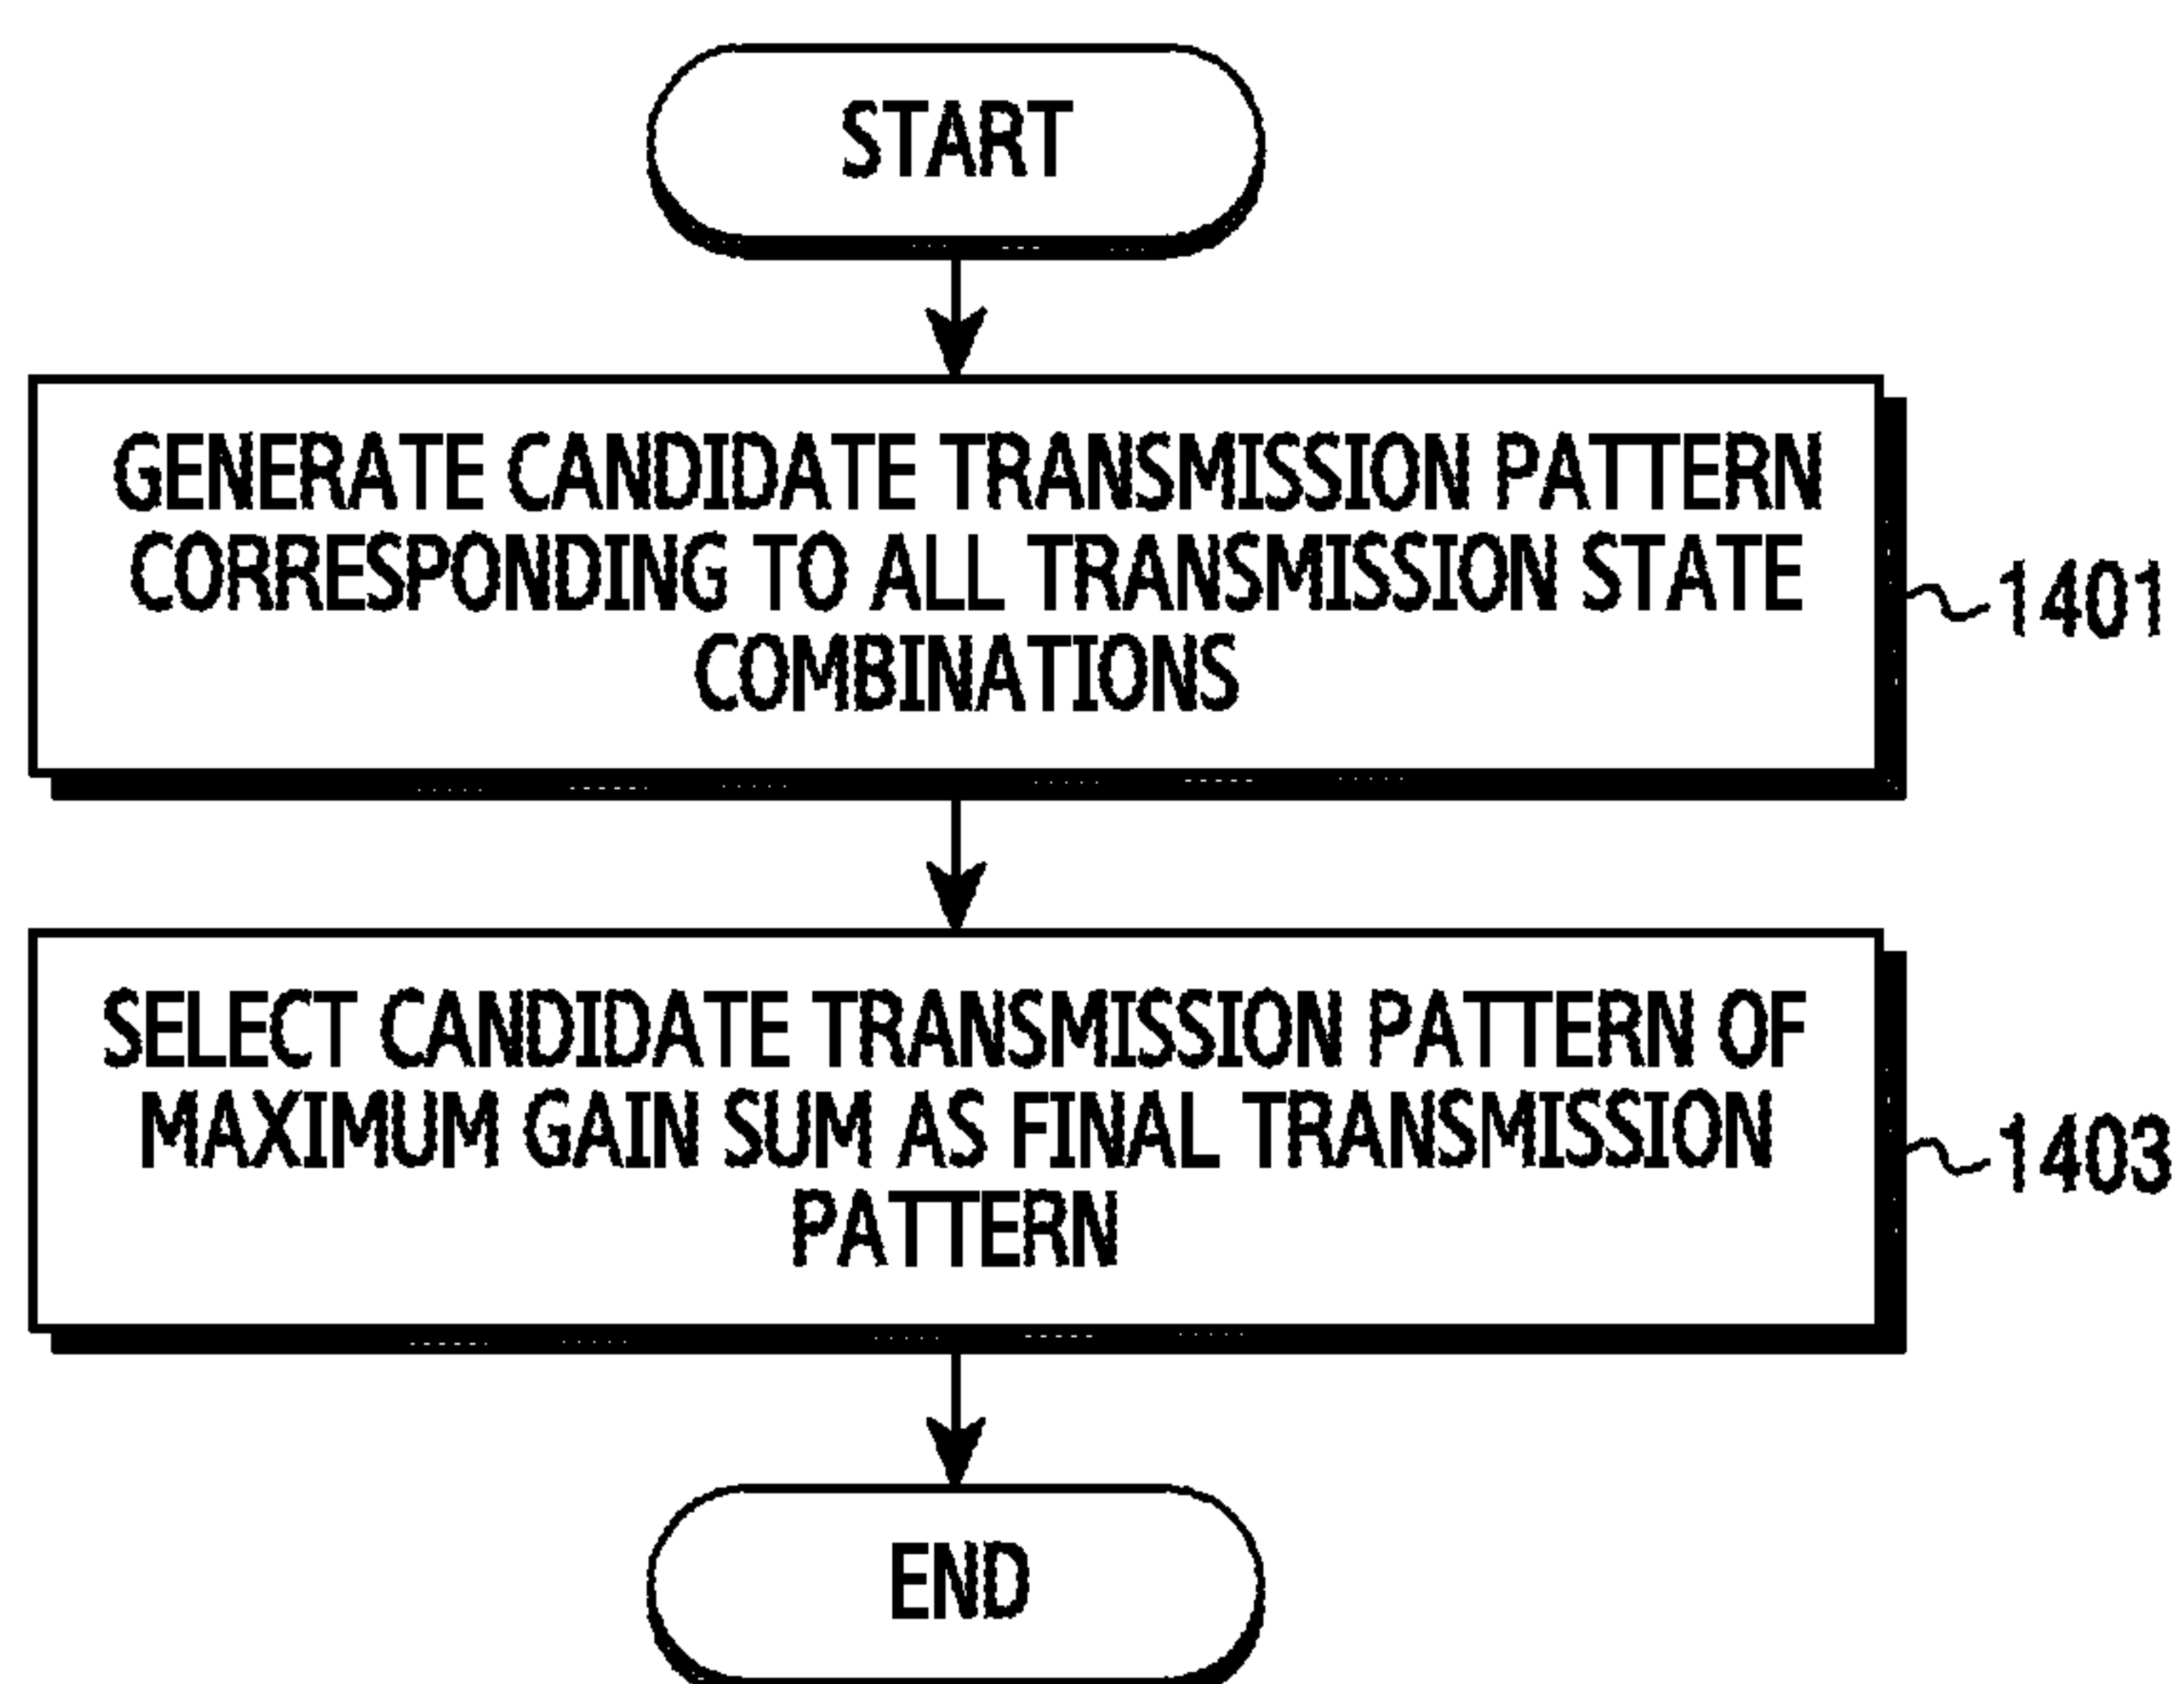 START
GENERATE CANDIDATE TRANSMISSION PATTERN
CORRESPONDING TO ALL TRANSMISSION STATE
COMBINATIONS
1401
SELECT CANDIDATE TRANSMISSION PATTERN OF
MAXIMUM GAIN SUM AS FINAL TRANSMISSION
PATTERN
1403
END